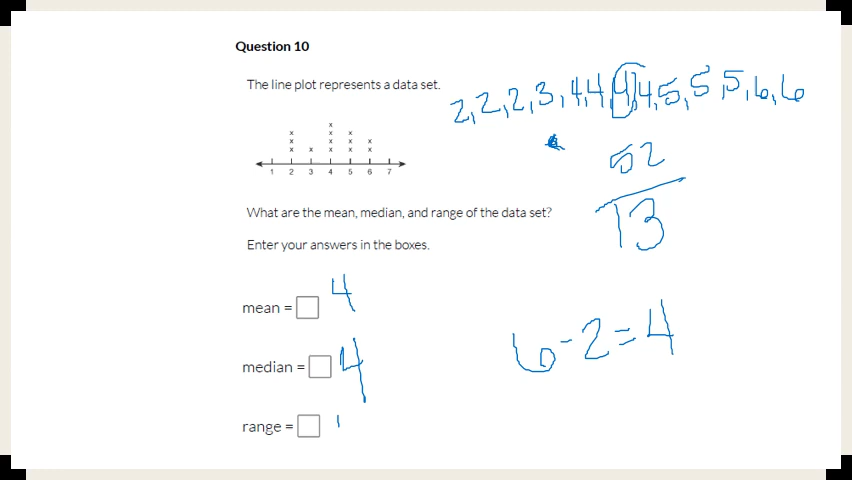 Question 10
The line plot represents a data set.
2, 2, 2, 3, 4, 4, 4, 4, 5, 5, 5, 6, 6
1 2 3 4 5 6 7
52
13
What are the mean, median, and range of the data set?
Enter your answers in the boxes.
mean = 4
6-2=4
median = 4
range =